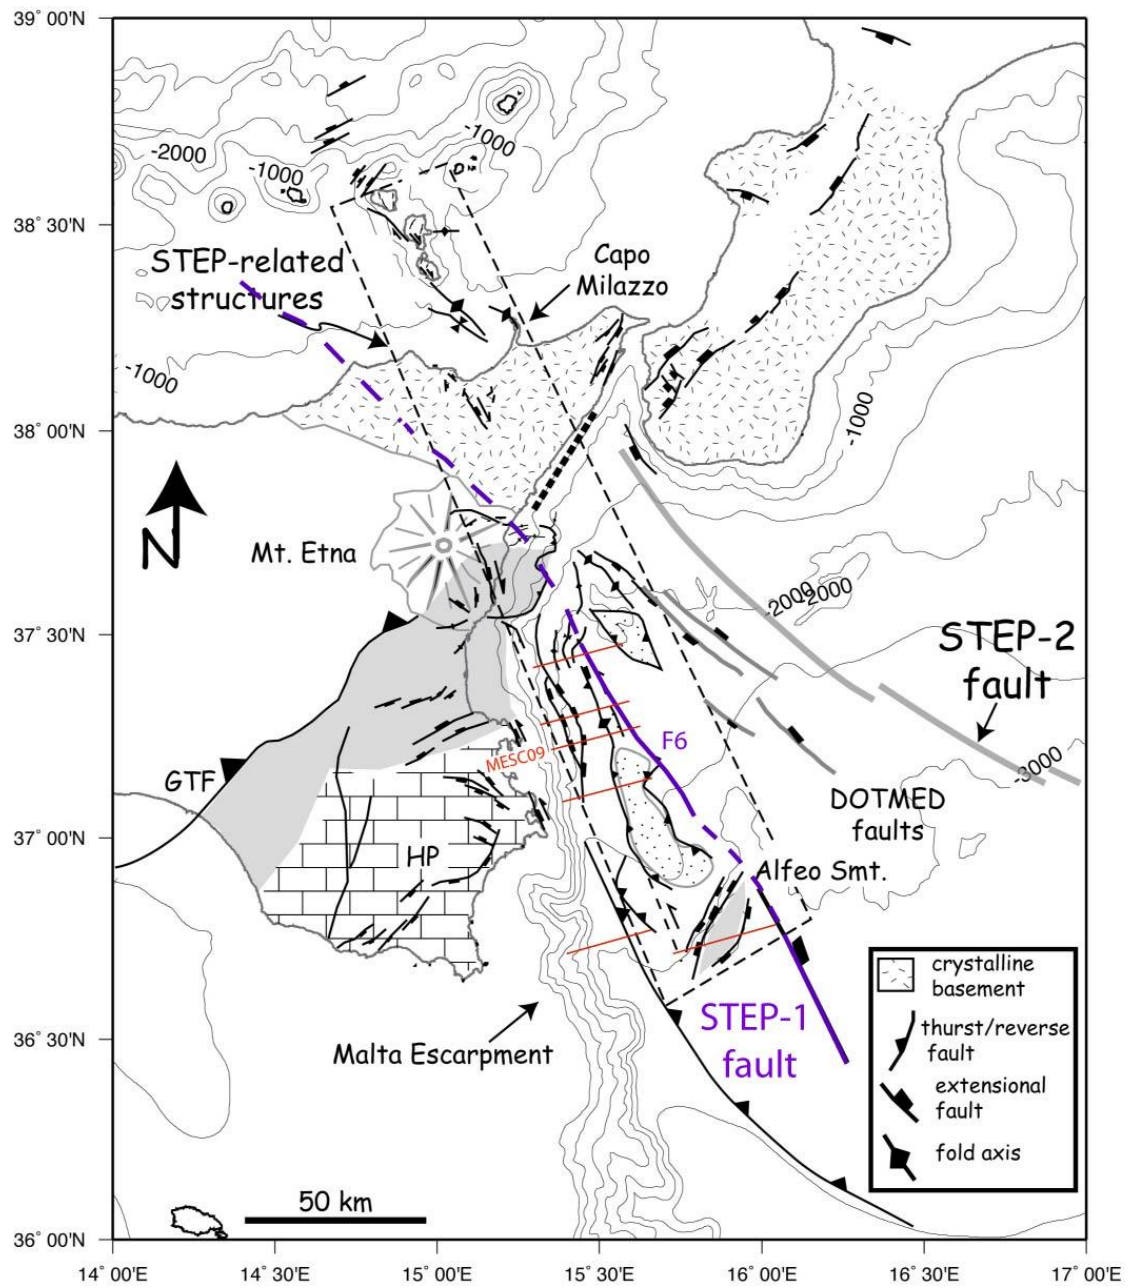 39° 00'N
-1000
-2000
-1000
38° 30'N
STEP-related
structures
Capo
Milazzo
-1000
-1000
38° 00'N
N
Mt. Etna
-2000
-2000
37° 30'N
STEP-2
fault
F6
MESC09
-3000
GTF
DOTMED
faults
37° 00'N
HP
Alfeo Smt.
crystalline
basement
STEP-1
fault
thurst/reverse
fault
36° 30'N
Malta Escarpment
extensional
fault
fold axis
50 km
36° 00'N
14° 00'E
14° 30'E
15° 00'E
15° 30'E
16° 00'E
16° 30'E
17° 00'E